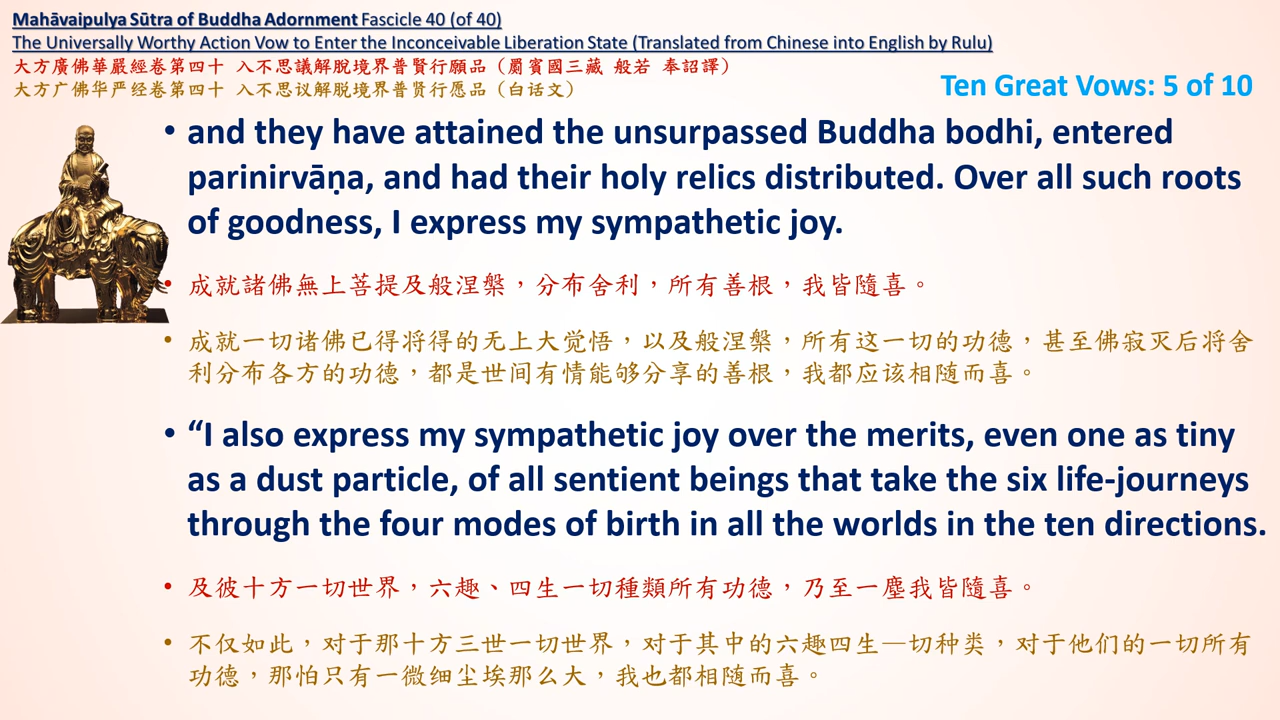 Mahāvaipulya Sūtra of Buddha Adornment Fascicle 40 (of 40)
The Universally Worthy Action Vow to Enter the Inconceivable Liberation State (Translated from Chinese into English by Rulu)
大方廣佛華嚴經卷第四十 入不思議解脫境界普賢行願品（罽賓國三藏 般若 奉詔譯）
大方广佛华严经卷第四十 入不思议解脱境界普贤行愿品（白话文）
Ten Great Vows: 5 of 10
• and they have attained the unsurpassed Buddha bodhi, entered
parinirvāṇa, and had their holy relics distributed. Over all such roots
of goodness, I express my sympathetic joy.
• 成就諸佛無上菩提及般涅槃，分布舍利，所有善根，我皆隨喜。
• 成就一切诸佛已得将得的无上大觉悟，以及般涅槃，所有这一切的功德，甚至佛寂灭后将舍
利分布各方的功德，都是世间有情能够分享的善根，我都应该相随而喜。
• “I also express my sympathetic joy over the merits, even one as tiny
as a dust particle, of all sentient beings that take the six life-journeys
through the four modes of birth in all the worlds in the ten directions.
• 及彼十方一切世界，六趣、四生一切種類所有功德，乃至一塵我皆隨喜。
• 不仅如此，对于那十方三世一切世界，对于其中的六趣四生—切种类，对于他们的一切所有
功德，那怕只有一微细尘埃那么大，我也都相随而喜。